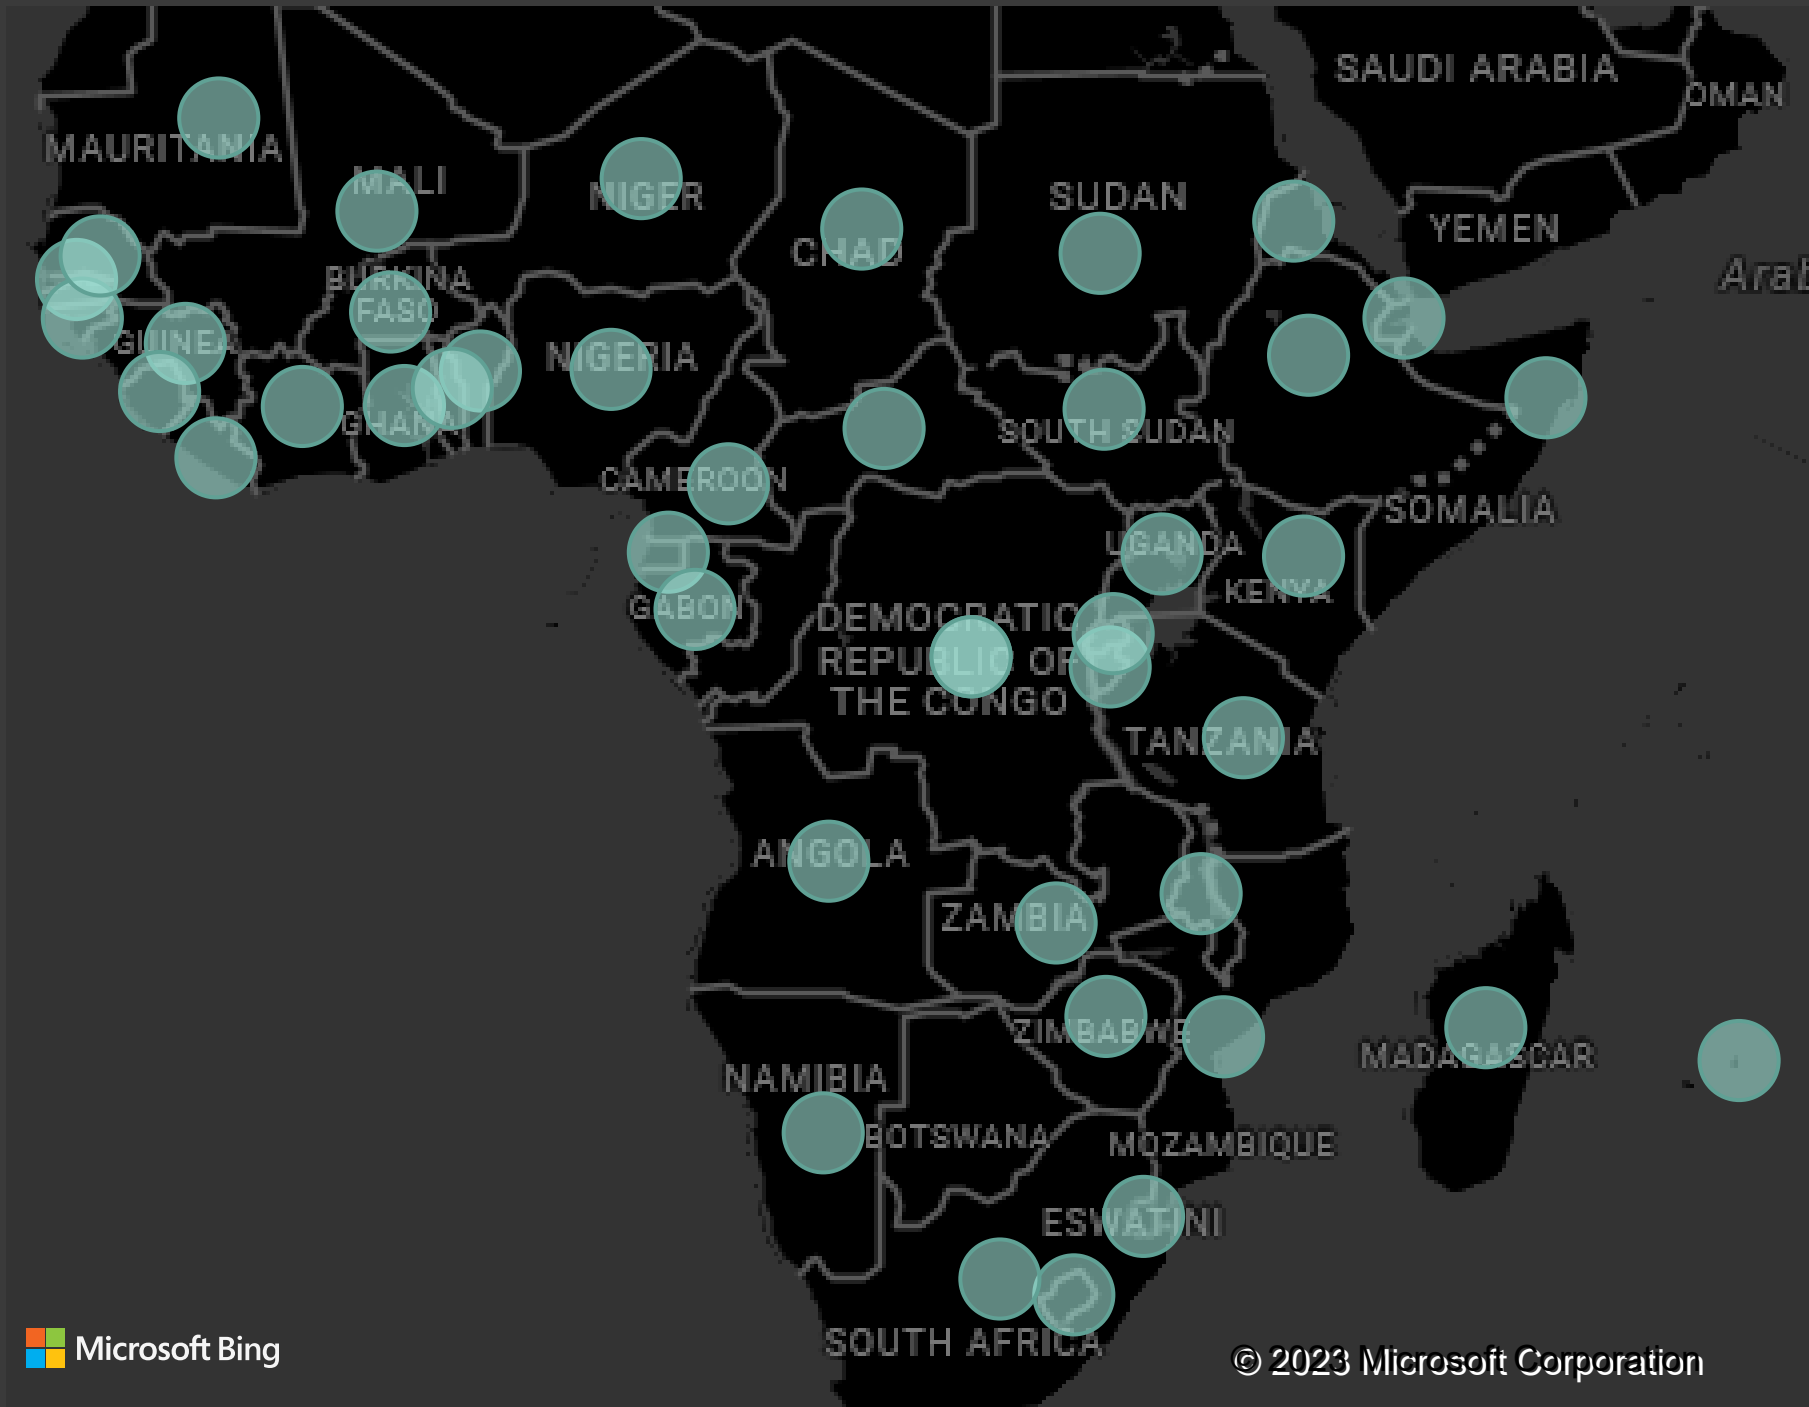 SAUDI ARABIA
OMAN
MAURITANIA
MALI
NIGER
SUDAN
YEMEN
CHAD
BURKINA
FASO
GUINEA
NIGERIA
GHANA
SOUTH SUDAN
CAMEROON
SOMALIA
UGANDA
KENYA
GABON
DEMOCRATIC
REPUBLIC OF
THE CONGO
TANZANIA
ANGOLA
ZAMBIA
ZIMBABWE
MADAGASCAR
NAMIBIA
BOTSWANA
MOZAMBIQUE
ESWATINI
SOUTH AFRICA
Microsoft Bing
© 2023 Microsoft Corporation